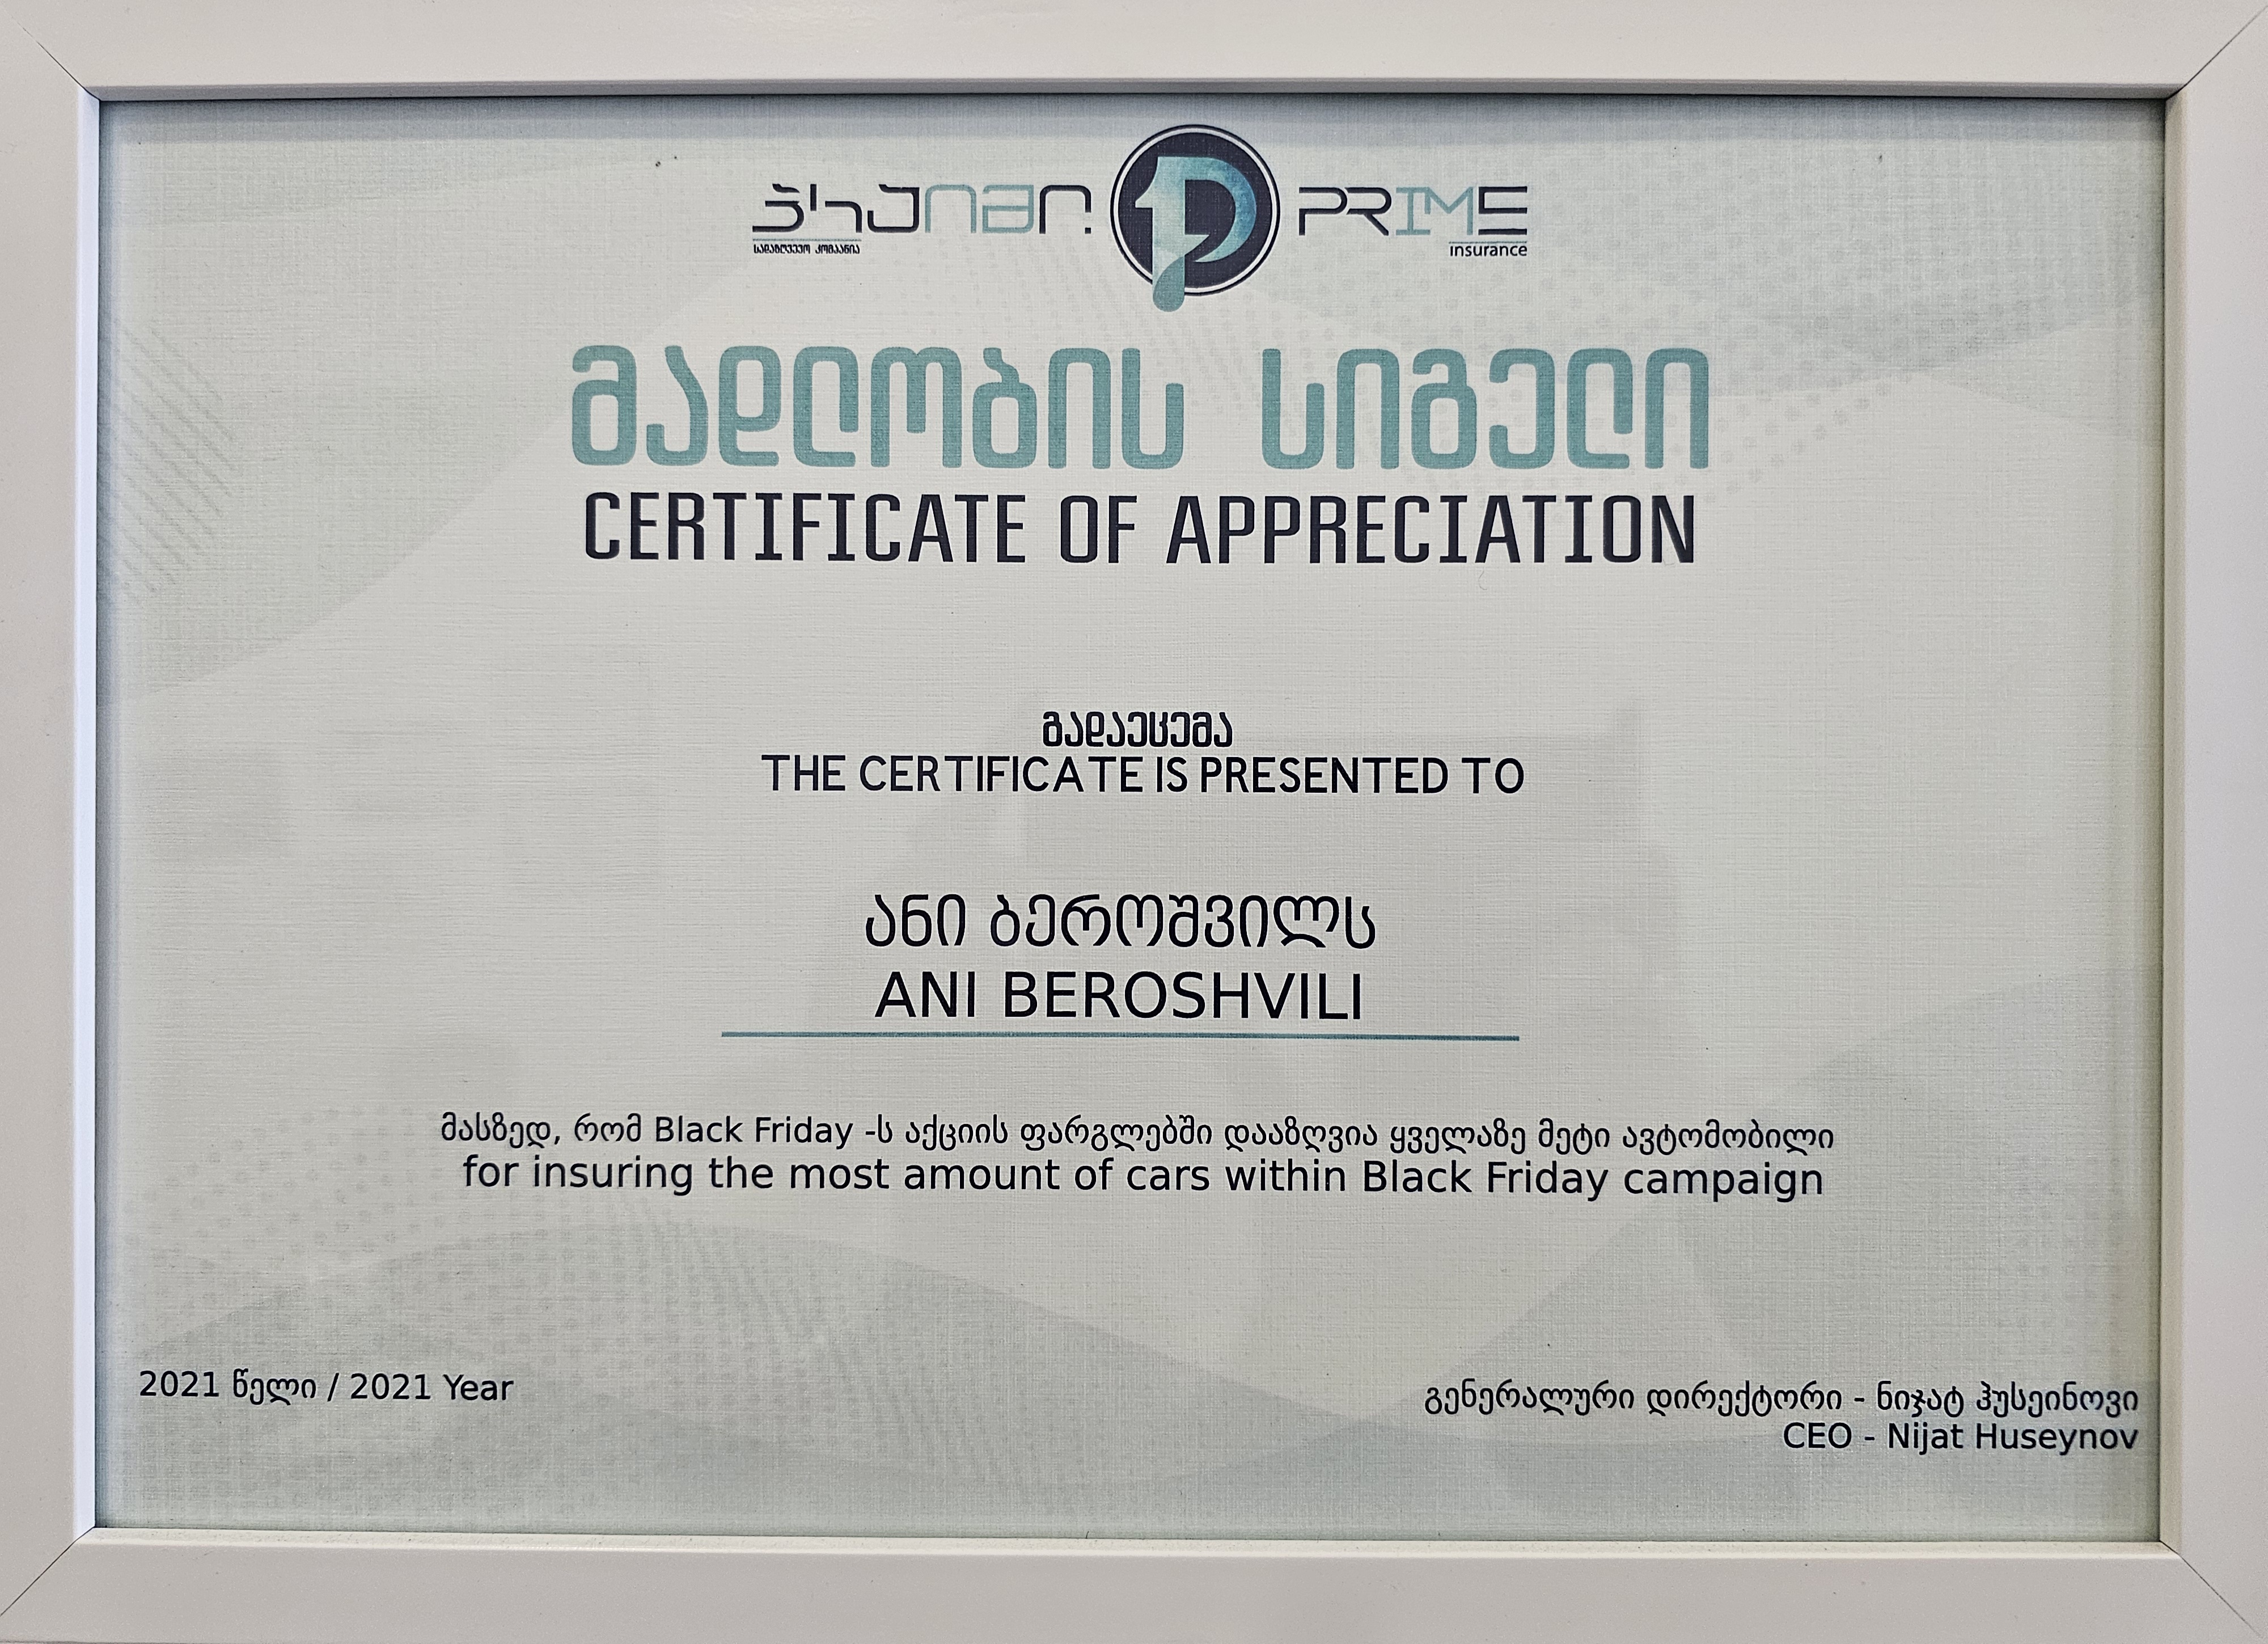 პრაიმი
სადაზღვევო კომპანია
PRIME
insurance
მადლობის სიგელი
CERTIFICATE OF APPRECIATION
გადაეცემა
THE CERTIFICATE IS PRESENTED TO
ანი ბეროშვილს
ANI BEROSHVILI
მასზედ, რომ Black Friday -ს აქციის ფარგლებში დააზღვია ყველაზე მეტი ავტომობილი
for insuring the most amount of cars within Black Friday campaign
2021 წელი / 2021 Year
გენერალური დირექტორი - ნიჯატ ჰუსეინოვი
CEO - Nijat Huseynov